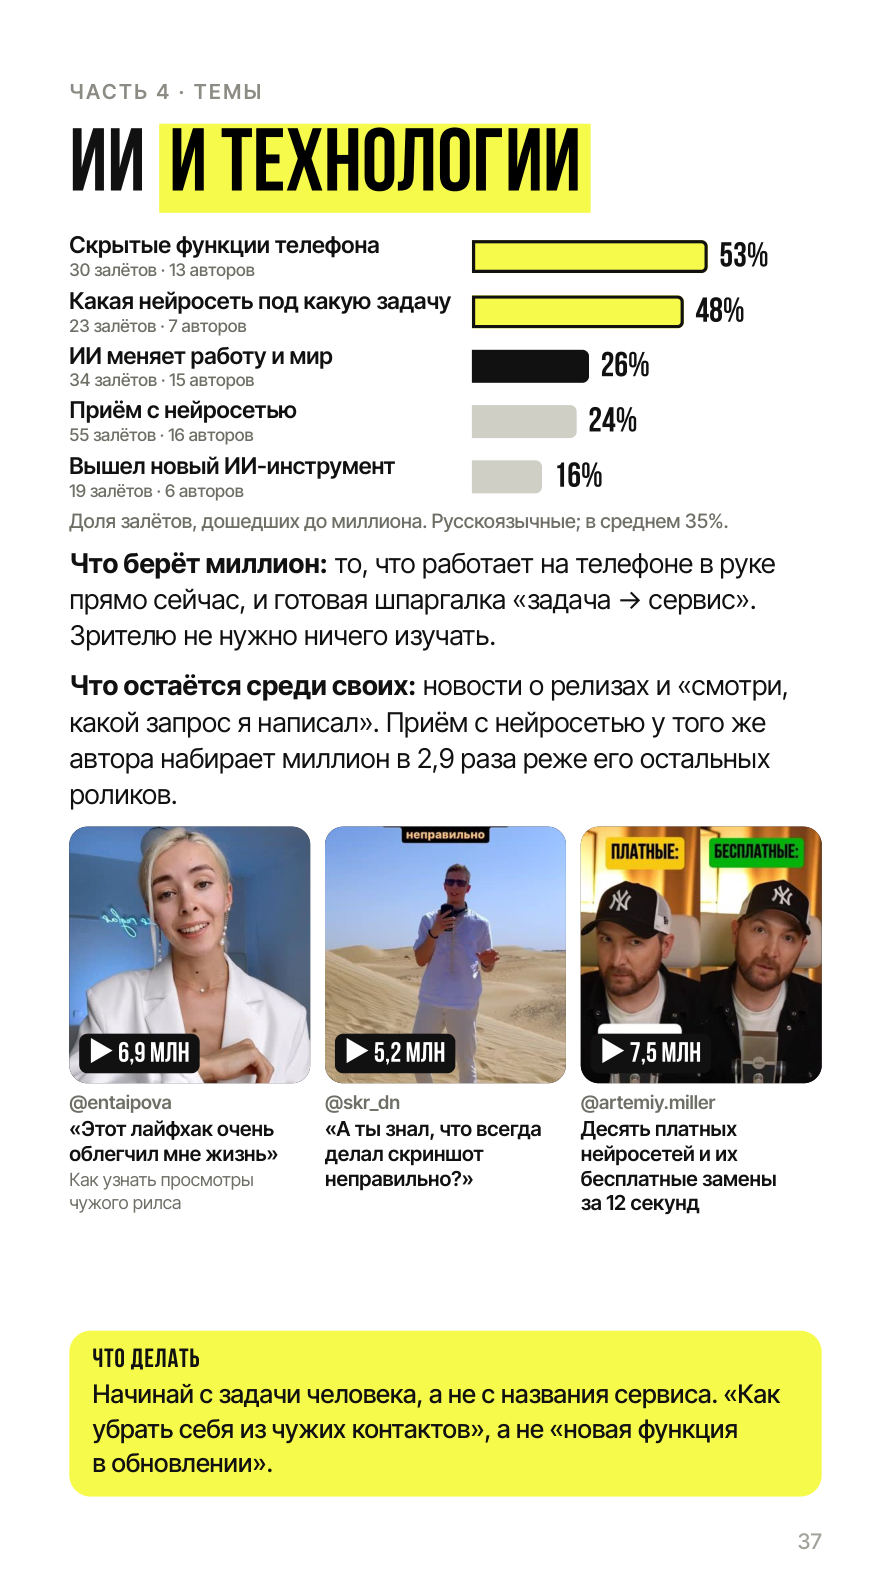 ЧАСТЬ 4 · ТЕМЫ
ИИ И ТЕХНОЛОГИИ
Скрытые функции телефона
30 залётов · 13 авторов
53%
Какая нейросеть под какую задачу
23 залётов · 7 авторов
48%
ИИ меняет работу и мир
34 залётов · 15 авторов
26%
Приём с нейросетью
55 залётов · 16 авторов
24%
Вышел новый ИИ-инструмент
19 залётов · 6 авторов
16%
Доля залётов, дошедших до миллиона. Русскоязычные; в среднем 35%.
Что берёт миллион: то, что работает на телефоне в руке
прямо сейчас, и готовая шпаргалка «задача → сервис».
Зрителю не нужно ничего изучать.
Что остаётся среди своих: новости о релизах и «смотри,
какой запрос я написал». Приём с нейросетью у того же
автора набирает миллион в 2,9 раза реже его остальных
роликов.
6,9 МЛН
@entaipova
«Этот лайфхак очень
облегчил мне жизнь»
Как узнать просмотры
чужого рилса
неправильно
5,2 МЛН
@skr_dn
«А ты знал, что всегда
делал скриншот
неправильно?»
ПЛАТНЫЕ: БЕСПЛАТНЫЕ:
7,5 МЛН
@artemiy.miller
Десять платных
нейросетей и их
бесплатные замены
за 12 секунд
ЧТО ДЕЛАТЬ
Начинай с задачи человека, а не с названия сервиса. «Как
убрать себя из чужих контактов», а не «новая функция
в обновлении».
37